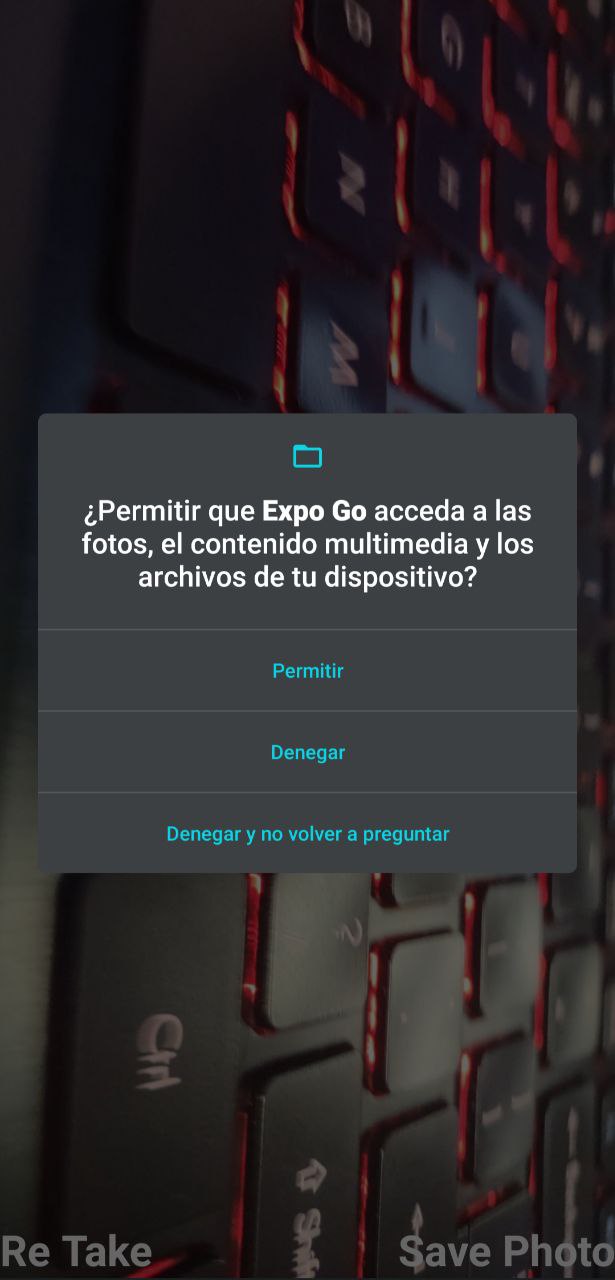 B
N
M
¿Permitir que Expo Go acceda a las
fotos, el contenido multimedia y los
archivos de tu dispositivo?
Permitir
Denegar
Denegar y no volver a preguntar
?
Ctrl
⇧ Shift
Re Take
Save Photo